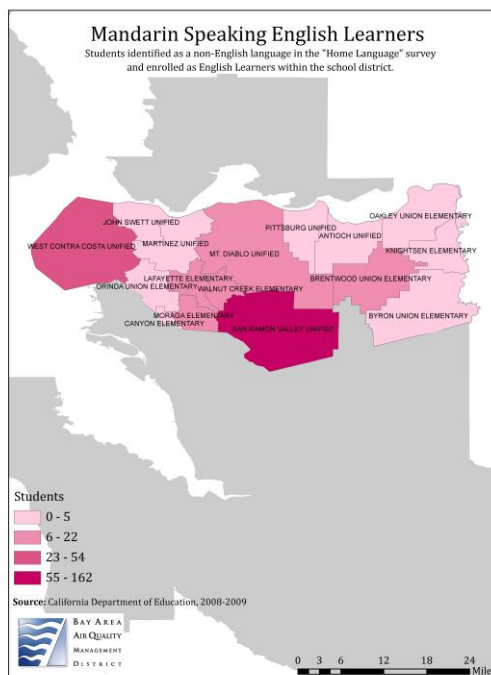 Mandarin Speaking English Learners
Students identified as a non-English language in the "Home Language" survey
and enrolled as English Learners within the school district.
OAKLEY UNION ELEMENTARY
JOHN SWETT UNIFIED
PITTSBURG UNIFIED
ANTIOCH UNIFIED
WEST CONTRA COSTA UNIFIED
MARTINEZ UNIFIED
KNIGHTSEN ELEMENTARY
MT. DIABLO UNIFIED
LAFAYETTE ELEMENTARY
BRENTWOOD UNION ELEMENTARY
ORINDA UNION ELEMENTARY
WALNUT CREEK ELEMENTARY
MORAGA ELEMENTARY
BYRON UNION ELEMENTARY
CANYON ELEMENTARY
SAN RAMON VALLEY UNIFIED
Students
0 - 5
6 - 22
23 - 54
55 - 162
Source: California Department of Education, 2008-2009
BAY AREA
AIR QUALITY
MANAGEMENT
DISTRICT
0 3 6 12 18 24
Mile